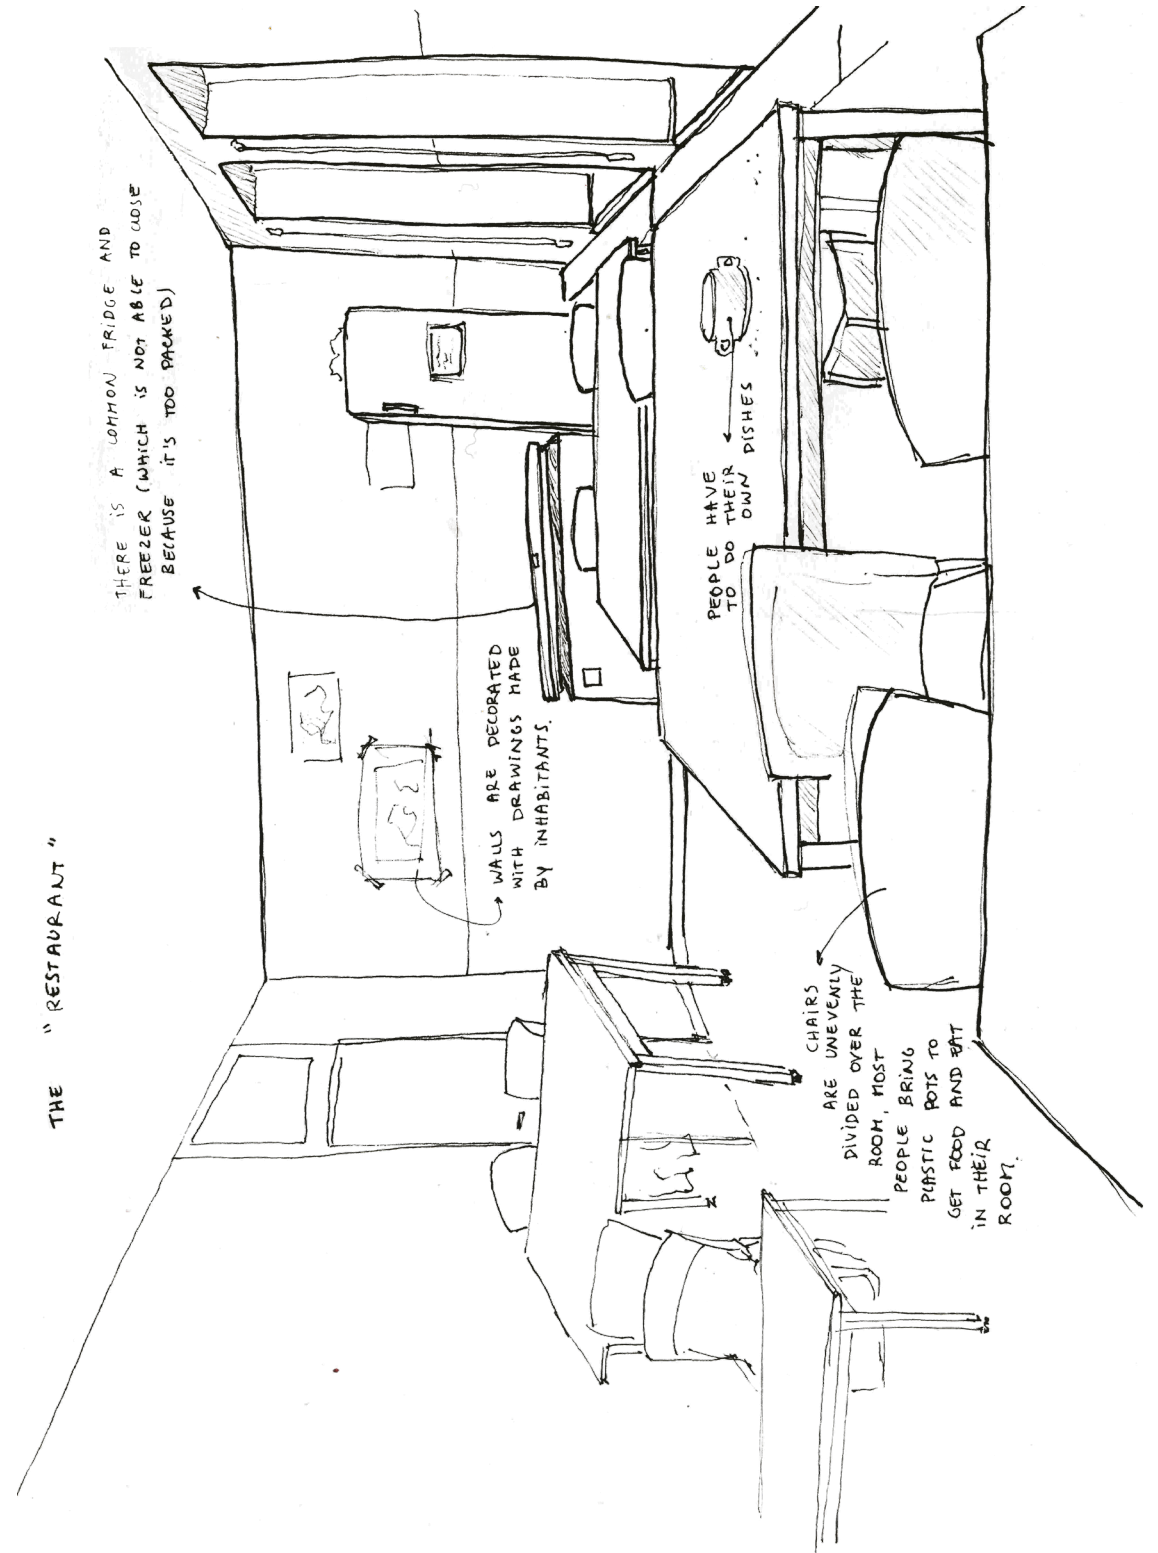 THE "RESTAURANT"
THERE IS A COMMON FRIDGE AND
FREEZER (WHICH IS NOT ABLE TO CLOSE
BECAUSE IT'S TOO PACKED)
WALLS ARE DECORATED
WITH DRAWINGS MADE
BY INHABITANTS.
PEOPLE HAVE
TO DO THEIR
OWN DISHES
CHAIRS
ARE UNEVENLY
DIVIDED OVER THE
ROOM, MOST
PEOPLE BRING
PLASTIC POTS TO
GET FOOD AND EAT
IN THEIR
ROOM.